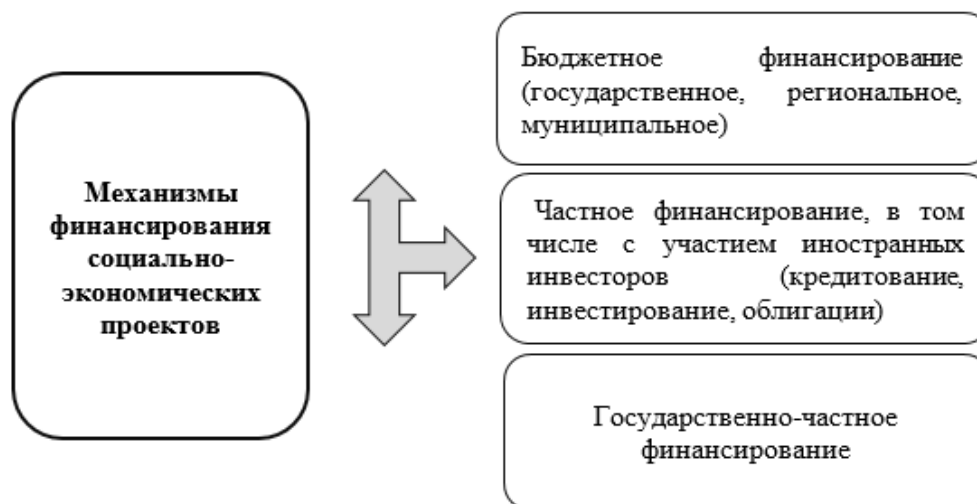 Механизмы
финансирования
социально-
экономических
проектов
Бюджетное финансирование
(государственное, региональное,
муниципальное)
Частное финансирование, в том
числе с участием иностранных
инвесторов (кредитование,
инвестирование, облигации)
Государственно-частное
финансирование